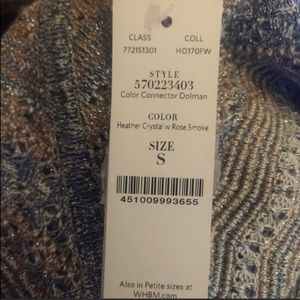 CLASS COLL
772151301 HO170FW
STYLE
570223403
Color Connector Dolman
COLOR
Heather Crystal w Rose Smoke
SIZE
S
451009993655
Also in Petite sizes at
WHBM.com